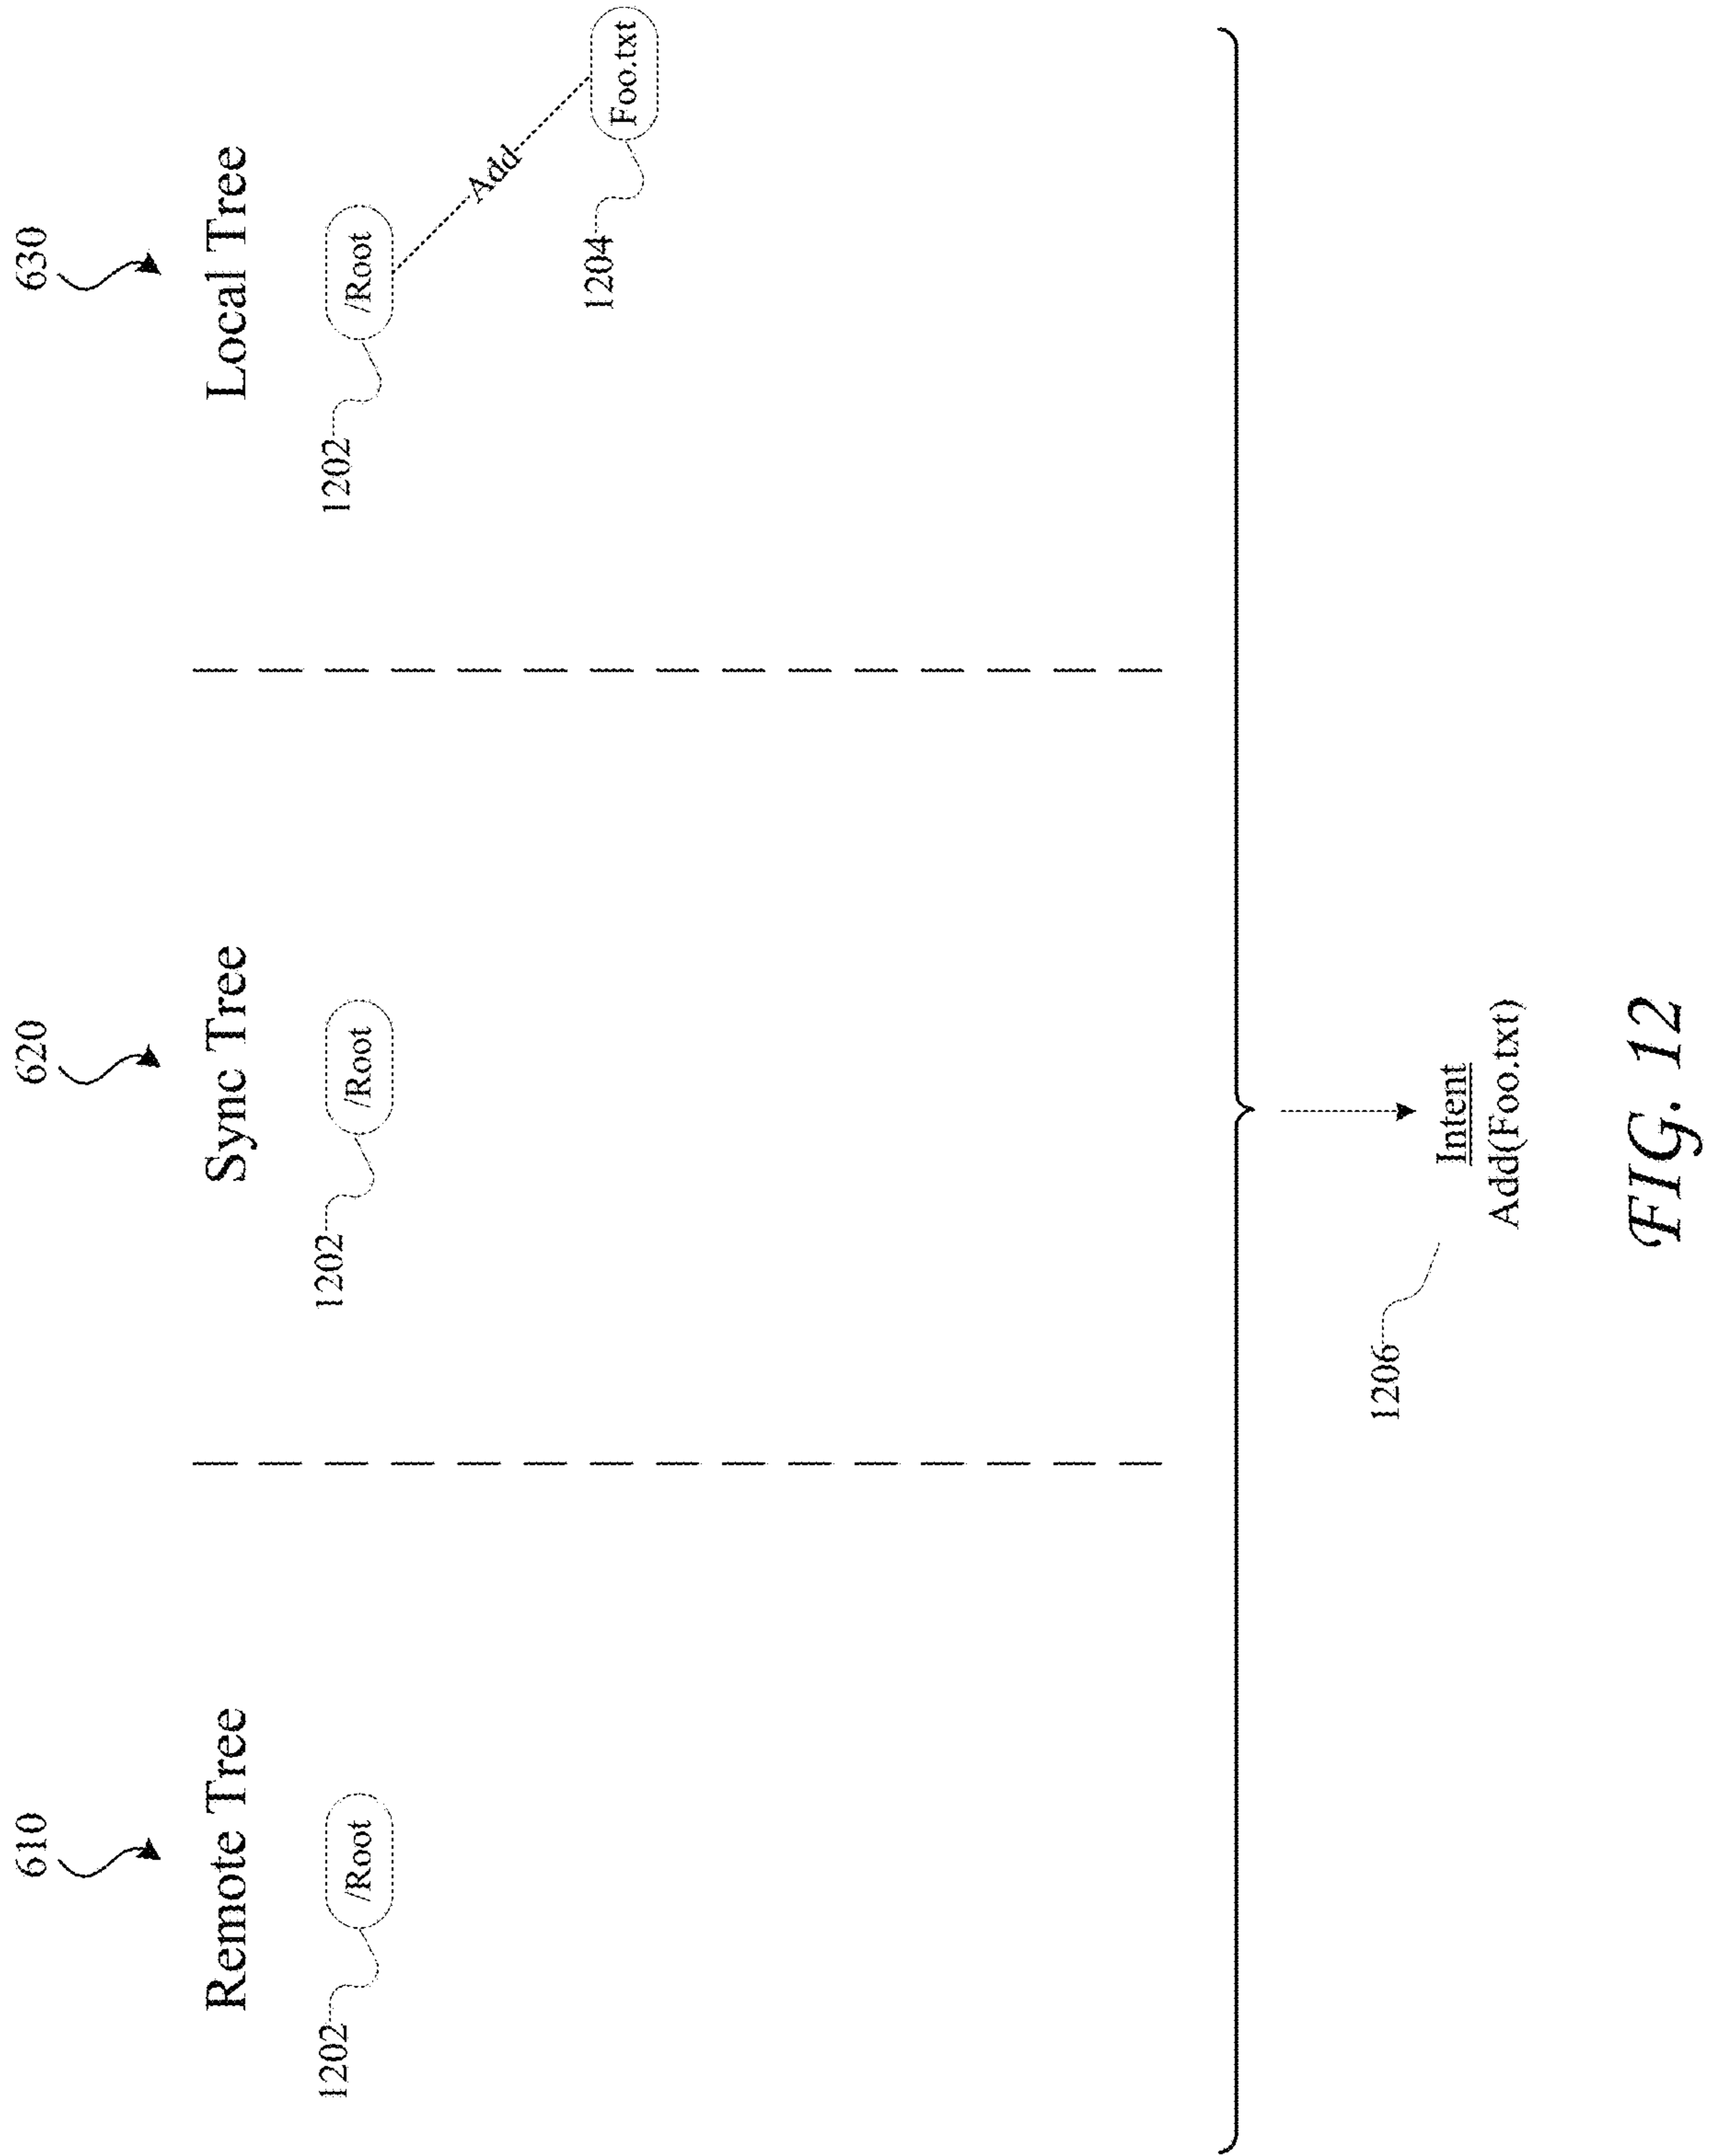 610
620
630
Remote Tree
Sync Tree
Local Tree
1202
/Root
1202
/Root
1202
/Root
Add
1204
Foo.txt
1206
Intent
Add(Foo.txt)
FIG. 12